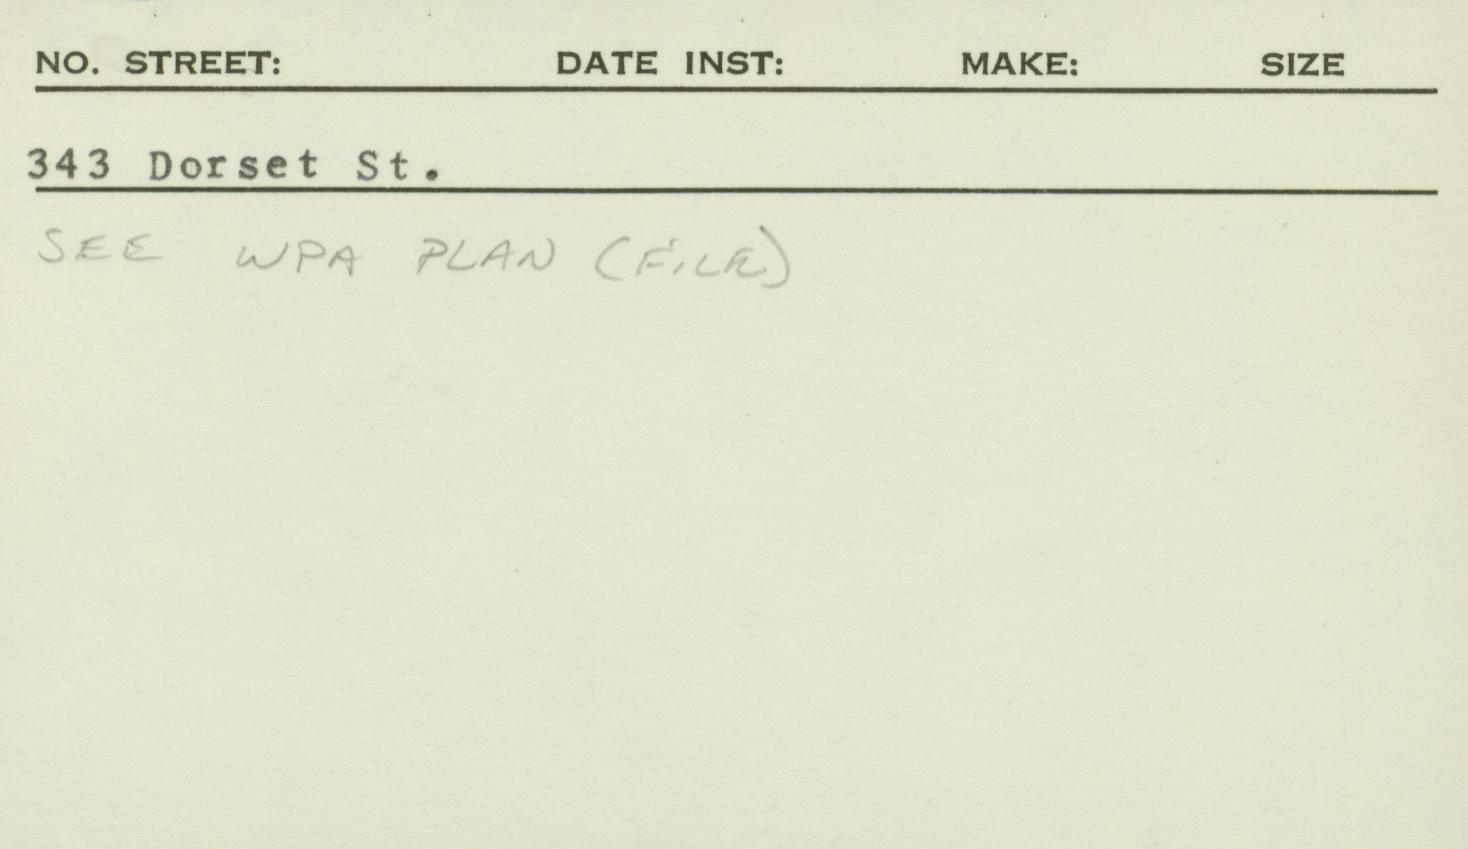 NO. STREET: DATE INST: MAKE: SIZE
343 Dorset St.
SEE WPA PLAN (FILE)